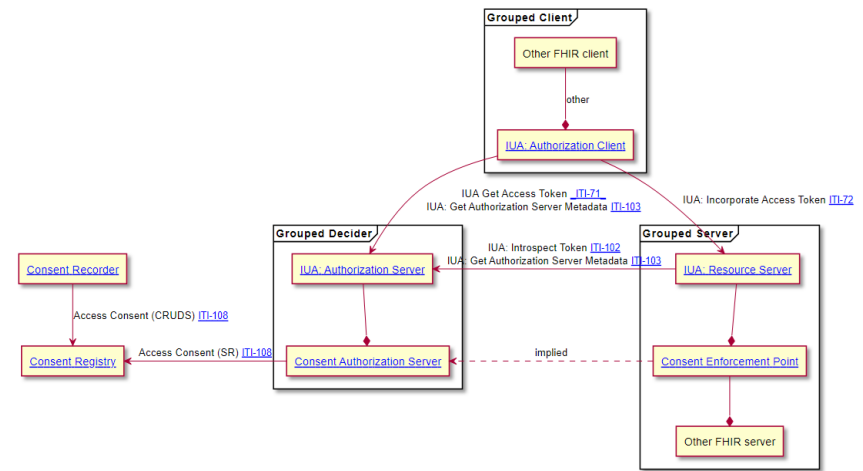 Grouped Client
Other FHIR client
other
IUA: Authorization Client
IUA Get Access Token _ITI-71_
IUA: Get Authorization Server Metadata ITI-103
IUA: Incorporate Access Token ITI-72
Grouped Decider
Grouped Server
IUA: Introspect Token ITI-102
IUA: Get Authorization Server Metadata ITI-103
Consent Recorder
IUA: Authorization Server
IUA: Resource Server
Access Consent (CRUDS) ITI-108
Access Consent (SR) ITI-108
implied
Consent Registry
Consent Authorization Server
Consent Enforcement Point
Other FHIR server